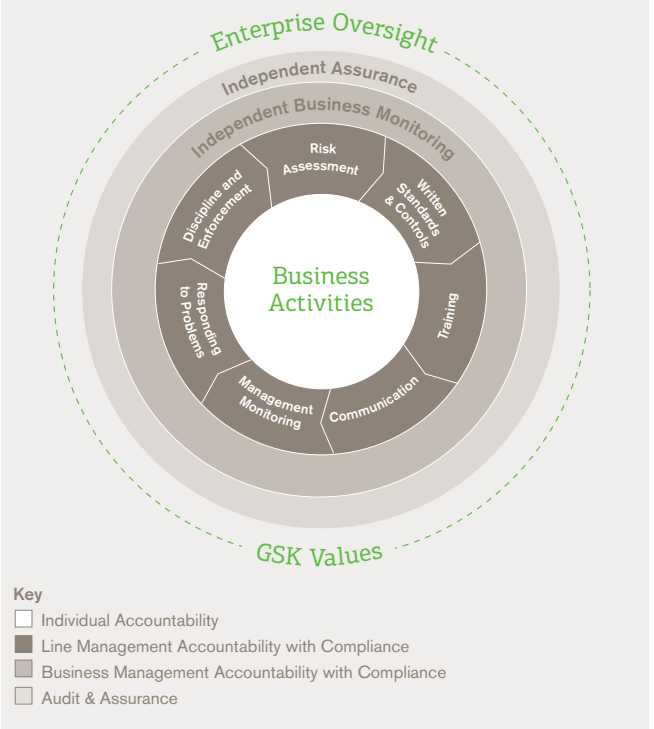 Enterprise Oversight
Independent Assurance
Independent Business Monitoring
Risk
Assessment
Written
Standards
& Controls
Training
Communication
Management
Monitoring
Responding
to Problems
Discipline and
Enforcement
Business
Activities
GSK Values
Key
Individual Accountability
Line Management Accountability with Compliance
Business Management Accountability with Compliance
Audit & Assurance